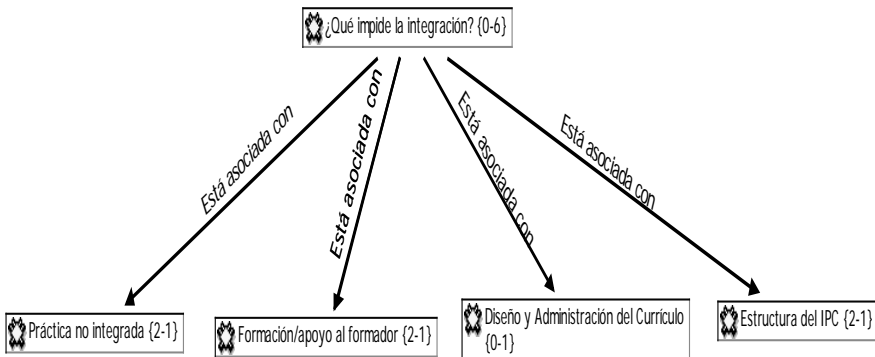 ¿Qué impide la integración? {0-6}
Está asociada con
Está asociada con
Está asociada con
Está asociada con
Práctica no integrada {2-1}
Formación/apoyo al formador {2-1}
Diseño y Administración del Currículo
{0-1}
Estructura del IPC {2-1}